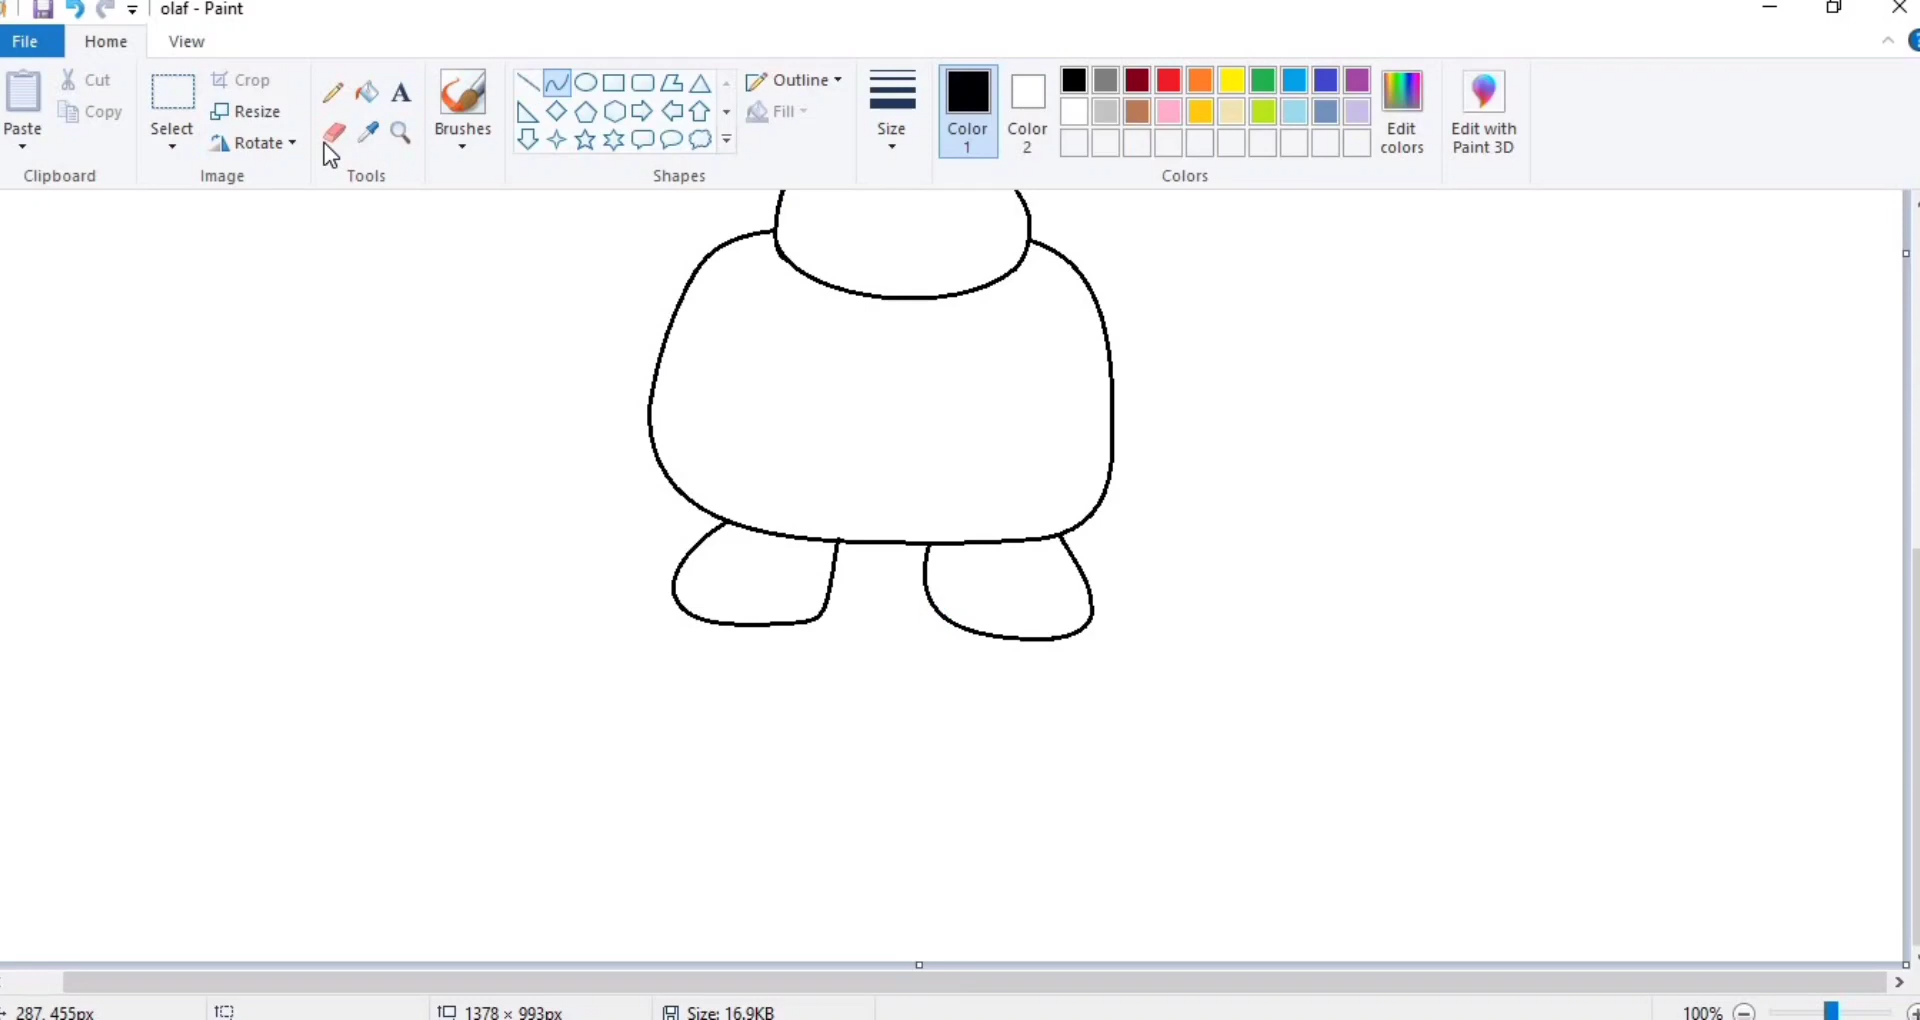 olaf - Paint
File Home View
Paste
Cut
Copy
Clipboard
Select
Crop
Resize
Rotate
Image
A
Tools
Brushes
Shapes
Outline
Fill
Size
Color 1
Color 2
Edit colors
Colors
Edit with Paint 3D
287, 455px
1378 × 993px
Size: 16.9KB
100%